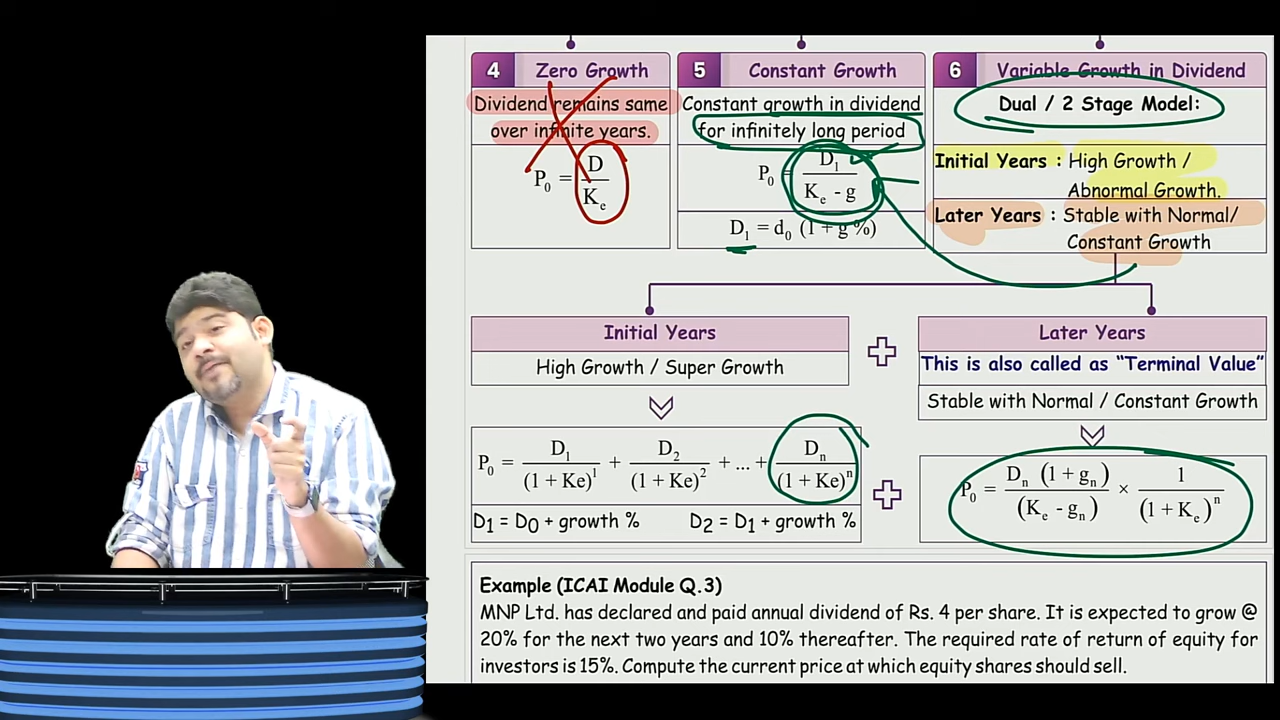 4 Zero Growth
Dividend remains same
over infinite years.
P₀ = D / Kₑ
5 Constant Growth
Constant growth in dividend
for infinitely long period
P₀ = D₁ / (Kₑ - g)
D₁ = d₀ (1 + g %)
6 Variable Growth in Dividend
Dual / 2 Stage Model:
Initial Years : High Growth /
Abnormal Growth.
Later Years : Stable with Normal/
Constant Growth
Initial Years
High Growth / Super Growth
P₀ = D₁ / (1 + Ke)¹ + D₂ / (1 + Ke)² + ... + Dₙ / (1 + Ke)ⁿ
D₁ = D₀ + growth % D₂ = D₁ + growth %
+
+
Later Years
This is also called as “Terminal Value”
Stable with Normal / Constant Growth
P₀ = Dₙ (1 + gₙ) / (Kₑ - gₙ) × 1 / (1 + Kₑ)ⁿ
Example (ICAI Module Q.3)
MNP Ltd. has declared and paid annual dividend of Rs. 4 per share. It is expected to grow @
20% for the next two years and 10% thereafter. The required rate of return of equity for
investors is 15%. Compute the current price at which equity shares should sell.